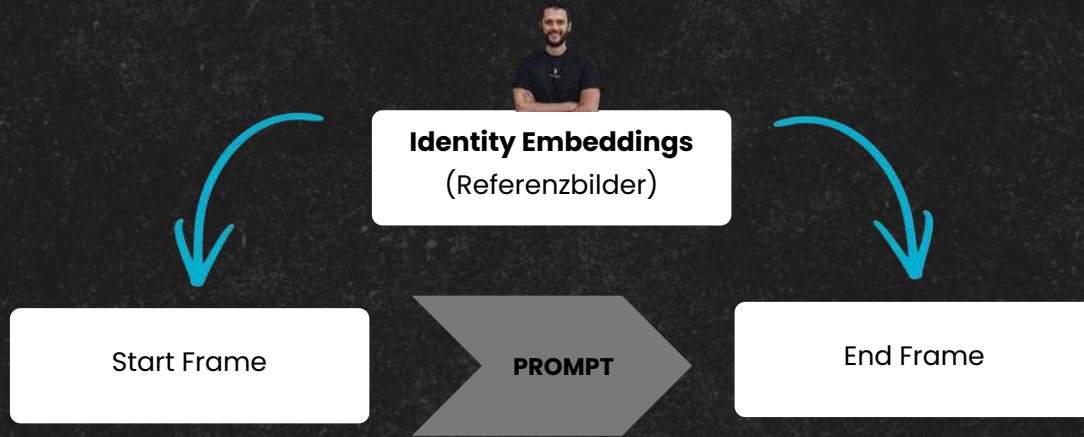 Identity Embeddings
(Referenzbilder)
Start Frame
PROMPT
End Frame